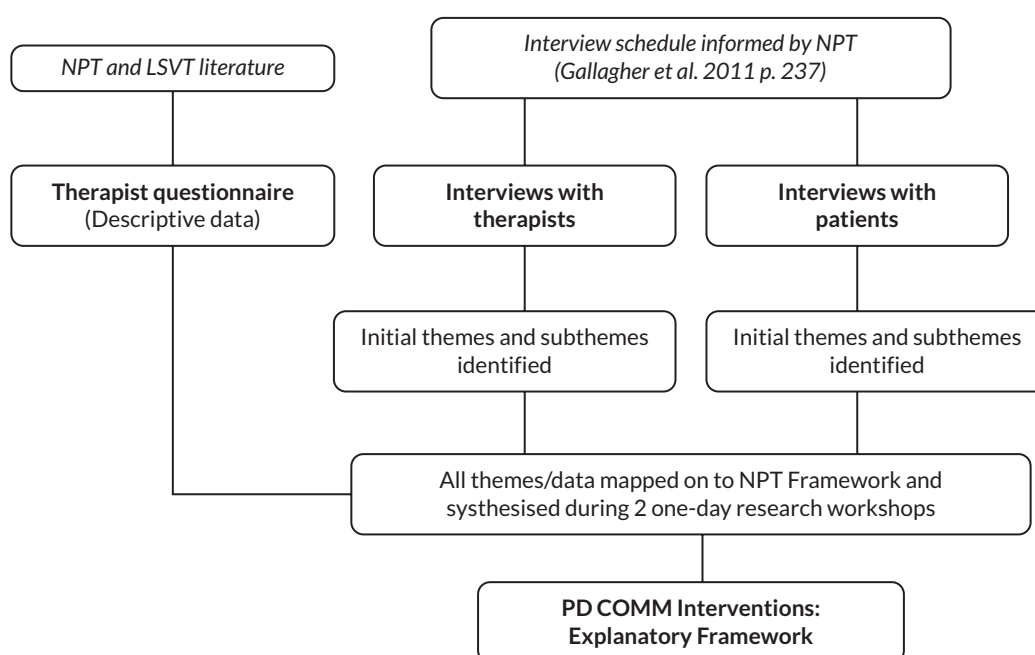 NPT and LSVT literature
Interview schedule informed by NPT
(Gallagher et al. 2011 p. 237)
Therapist questionnaire
(Descriptive data)
Interviews with
therapists
Interviews with
patients
Initial themes and subthemes
identified
Initial themes and subthemes
identified
All themes/data mapped on to NPT Framework and
systhesised during 2 one-day research workshops
PD COMM Interventions:
Explanatory Framework